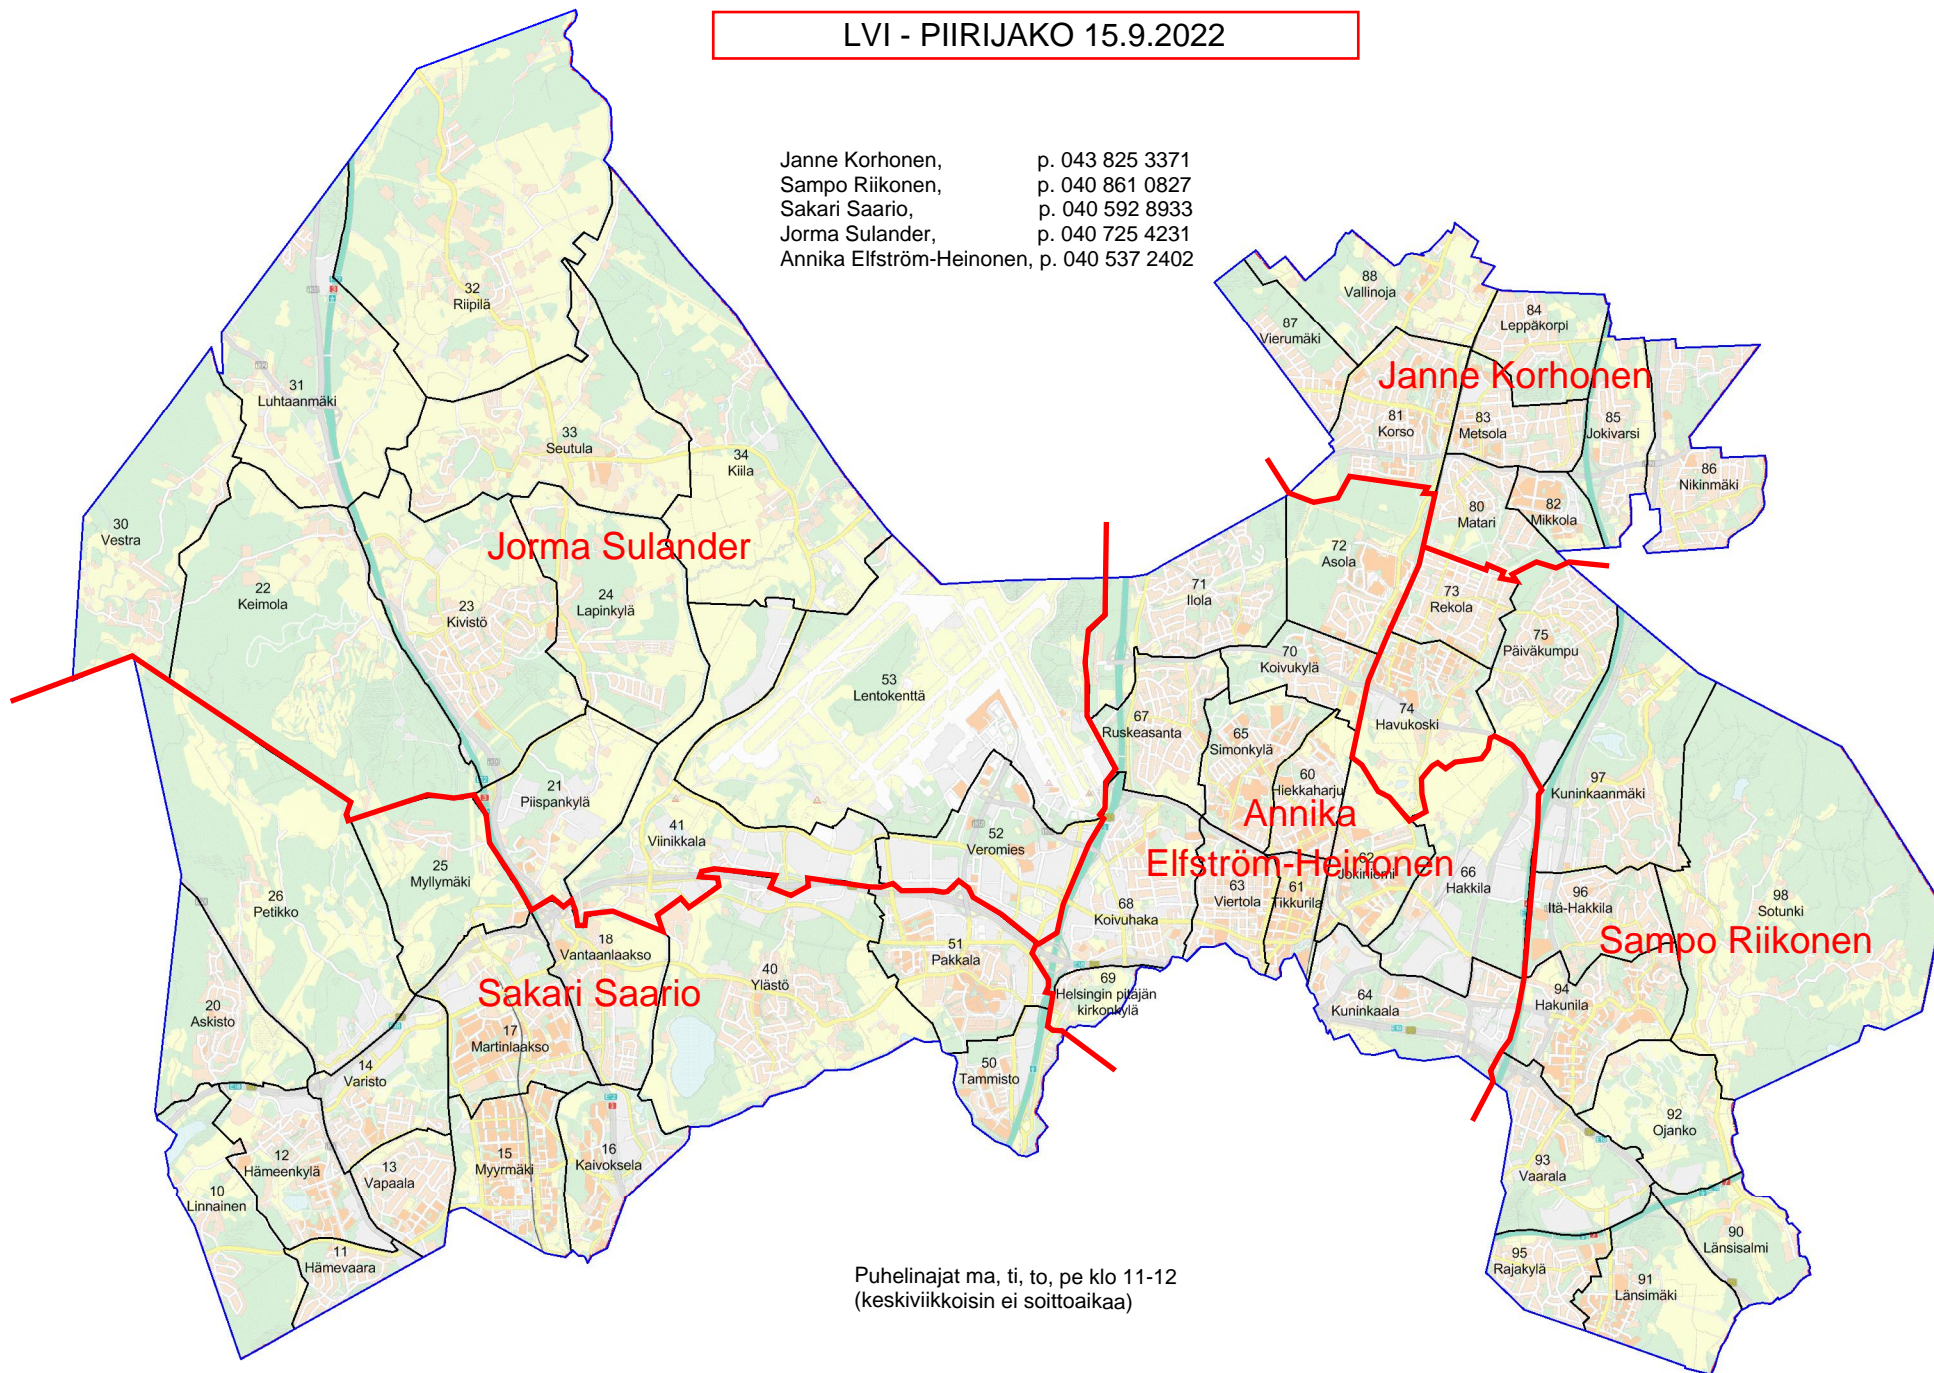 LVI - PIIRIJAKO 15.9.2022
Janne Korhonen, p. 043 825 3371
Sampo Riikonen, p. 040 861 0827
Sakari Saario, p. 040 592 8933
Jorma Sulander, p. 040 725 4231
Annika Elfström-Heinonen, p. 040 537 2402
32
Riipilä
31
Luhtaanmäki
33
Seutula
34
Kiila
30
Vestra
22
Keimola
23
Kivistö
24
Lapinkylä
Jorma Sulander
53
Lentokenttä
21
Piispankylä
41
Viinikkala
52
Veromies
25
Myllymäki
26
Petikko
18
Vantaanlaakso
40
Ylästö
51
Pakkala
Sakari Saario
20
Askisto
17
Martinlaakso
14
Varisto
50
Tammisto
12
Hämeenkylä
13
Vapaala
15
Myyrmäki
16
Kaivoksela
10
Linnainen
11
Hämevaara
88
Vallinoja
87
Vierumäki
84
Leppäkorpi
Janne Korhonen
81
Korso
83
Metsola
85
Jokivarsi
86
Nikinmäki
80
Matari
82
Mikkola
72
Asola
71
Ilola
73
Rekola
75
Päiväkumpu
70
Koivukylä
74
Havukoski
67
Ruskeasanta
65
Simonkylä
60
Hiekkaharju
Annika
Elfström-Heinonen
62
Jokiniemi
63
Viertola
61
Tikkurila
66
Hakkila
68
Koivuhaka
69
Helsingin pitäjän
kirkonkylä
64
Kuninkaala
97
Kuninkaanmäki
96
Itä-Hakkila
98
Sotunki
Sampo Riikonen
94
Hakunila
92
Ojanko
93
Vaarala
90
Länsisalmi
95
Rajakylä
91
Länsimäki
Puhelinajat ma, ti, to, pe klo 11-12
(keskiviikkoisin ei soittoaikaa)